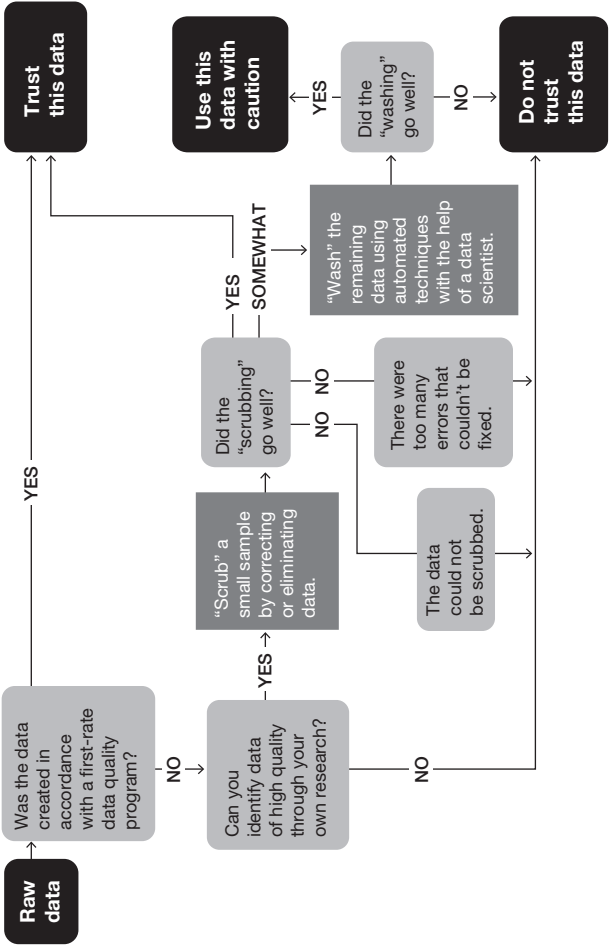 Raw
data
Was the data
created in
accordance
with a first-rate
data quality
program?
YES
Trust
this data
NO
Can you
identify data
of high quality
through your
own research?
YES
“Scrub” a
small sample
by correcting
or eliminating
data.
Did the
“scrubbing”
go well?
YES
SOMEWHAT
“Wash” the
remaining
data using
automated
techniques
with the help
of a data
scientist.
Did the
“washing”
go well?
YES
Use this
data with
caution
NO
Do not
trust
this data
NO
There were
too many
errors that
couldn’t be
fixed.
NO
The data
could not
be scrubbed.
NO